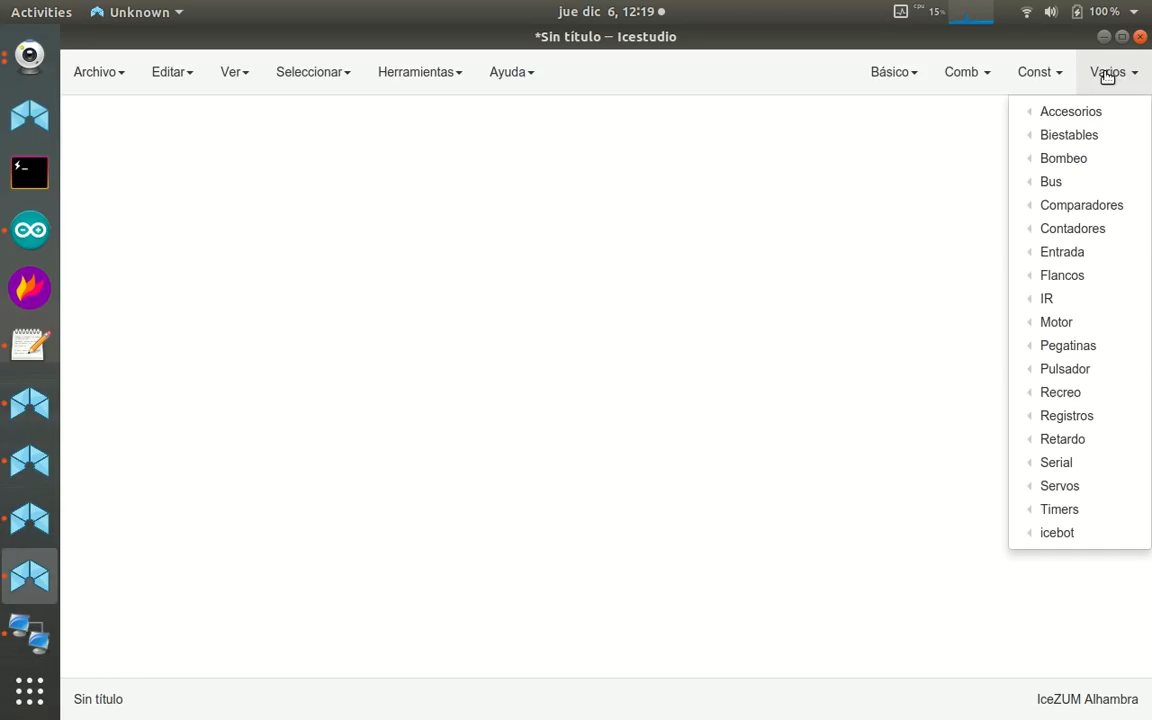 Activities Unknown jue dic 6, 12:19 cpu 15% 100%
*Sin título — Icestudio
Archivo Editar Ver Seleccionar Herramientas Ayuda Básico Comb Const Varios
Accesorios
Biestables
Bombeo
Bus
Comparadores
Contadores
Entrada
Flancos
IR
Motor
Pegatinas
Pulsador
Recreo
Registros
Retardo
Serial
Servos
Timers
icebot
Sin título IceZUM Alhambra